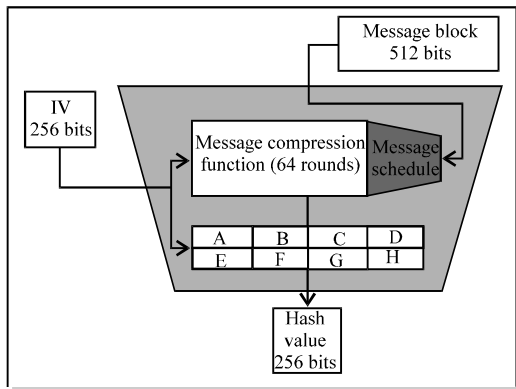 Message block
512 bits
IV
256 bits
Message compression
function (64 rounds)
Message
schedule
A B C D
E F G H
Hash
value
256 bits